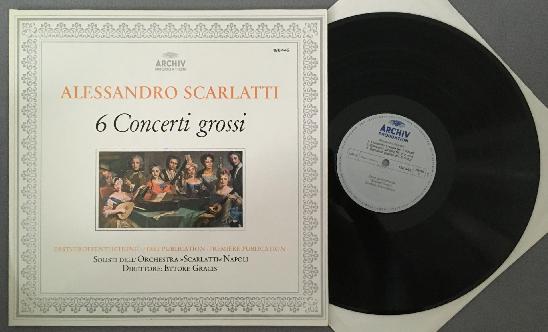 ARCHIV
PRODUKTION
ALESSANDRO SCARLATTI
6 Concerti grossi
ERSTVERÖFFENTLICHUNG · FIRST PUBLICATION · PREMIÈRE PUBLICATION
SOLISTI DELL'ORCHESTRA »SCARLATTI« NAPOLI
DIRETTORE: ETTORE GRACIS
ARCHIV
PRODUKTION